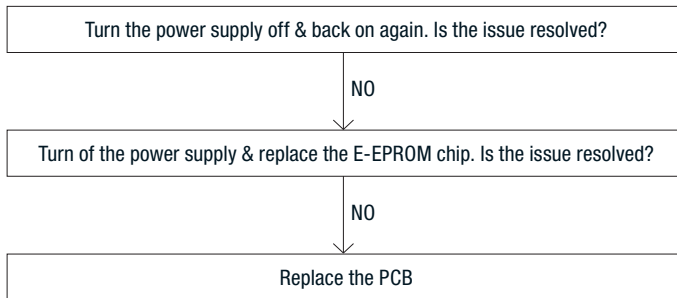 Turn the power supply off & back on again. Is the issue resolved?
NO
Turn of the power supply & replace the E-EPROM chip. Is the issue resolved?
NO
Replace the PCB